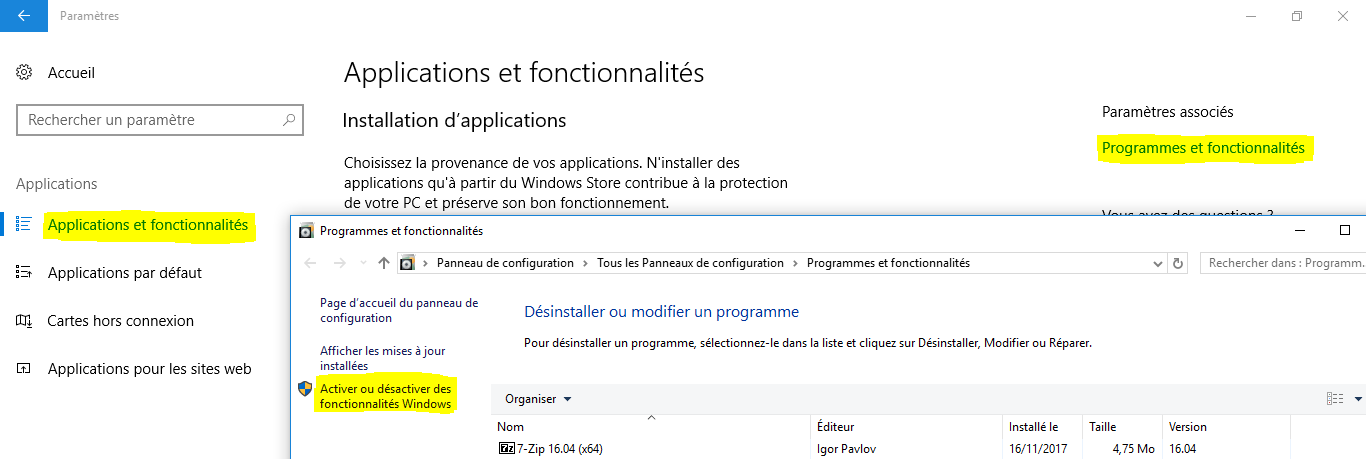 Paramètres
Accueil
Rechercher un paramètre
Applications
Applications et fonctionnalités
Applications par défaut
Cartes hors connexion
Applications pour les sites web
Applications et fonctionnalités
Installation d'applications
Choisissez la provenance de vos applications. N'installer des
applications qu'à partir du Windows Store contribue à la protection
de votre PC et préserve son bon fonctionnement.
Paramètres associés
Programmes et fonctionnalités
Vous avez des questions ?
Programmes et fonctionnalités
Panneau de configuration
Tous les Panneaux de configuration
Programmes et fonctionnalités
Rechercher dans : Programm...
Page d'accueil du panneau de
configuration
Afficher les mises à jour
installées
Activer ou désactiver des
fonctionnalités Windows
Désinstaller ou modifier un programme
Pour désinstaller un programme, sélectionnez-le dans la liste et cliquez sur Désinstaller, Modifier ou Réparer.
Organiser
Nom Éditeur Installé le Taille Version
7-Zip 16.04 (x64) Igor Pavlov 16/11/2017 4,75 Mo 16.04